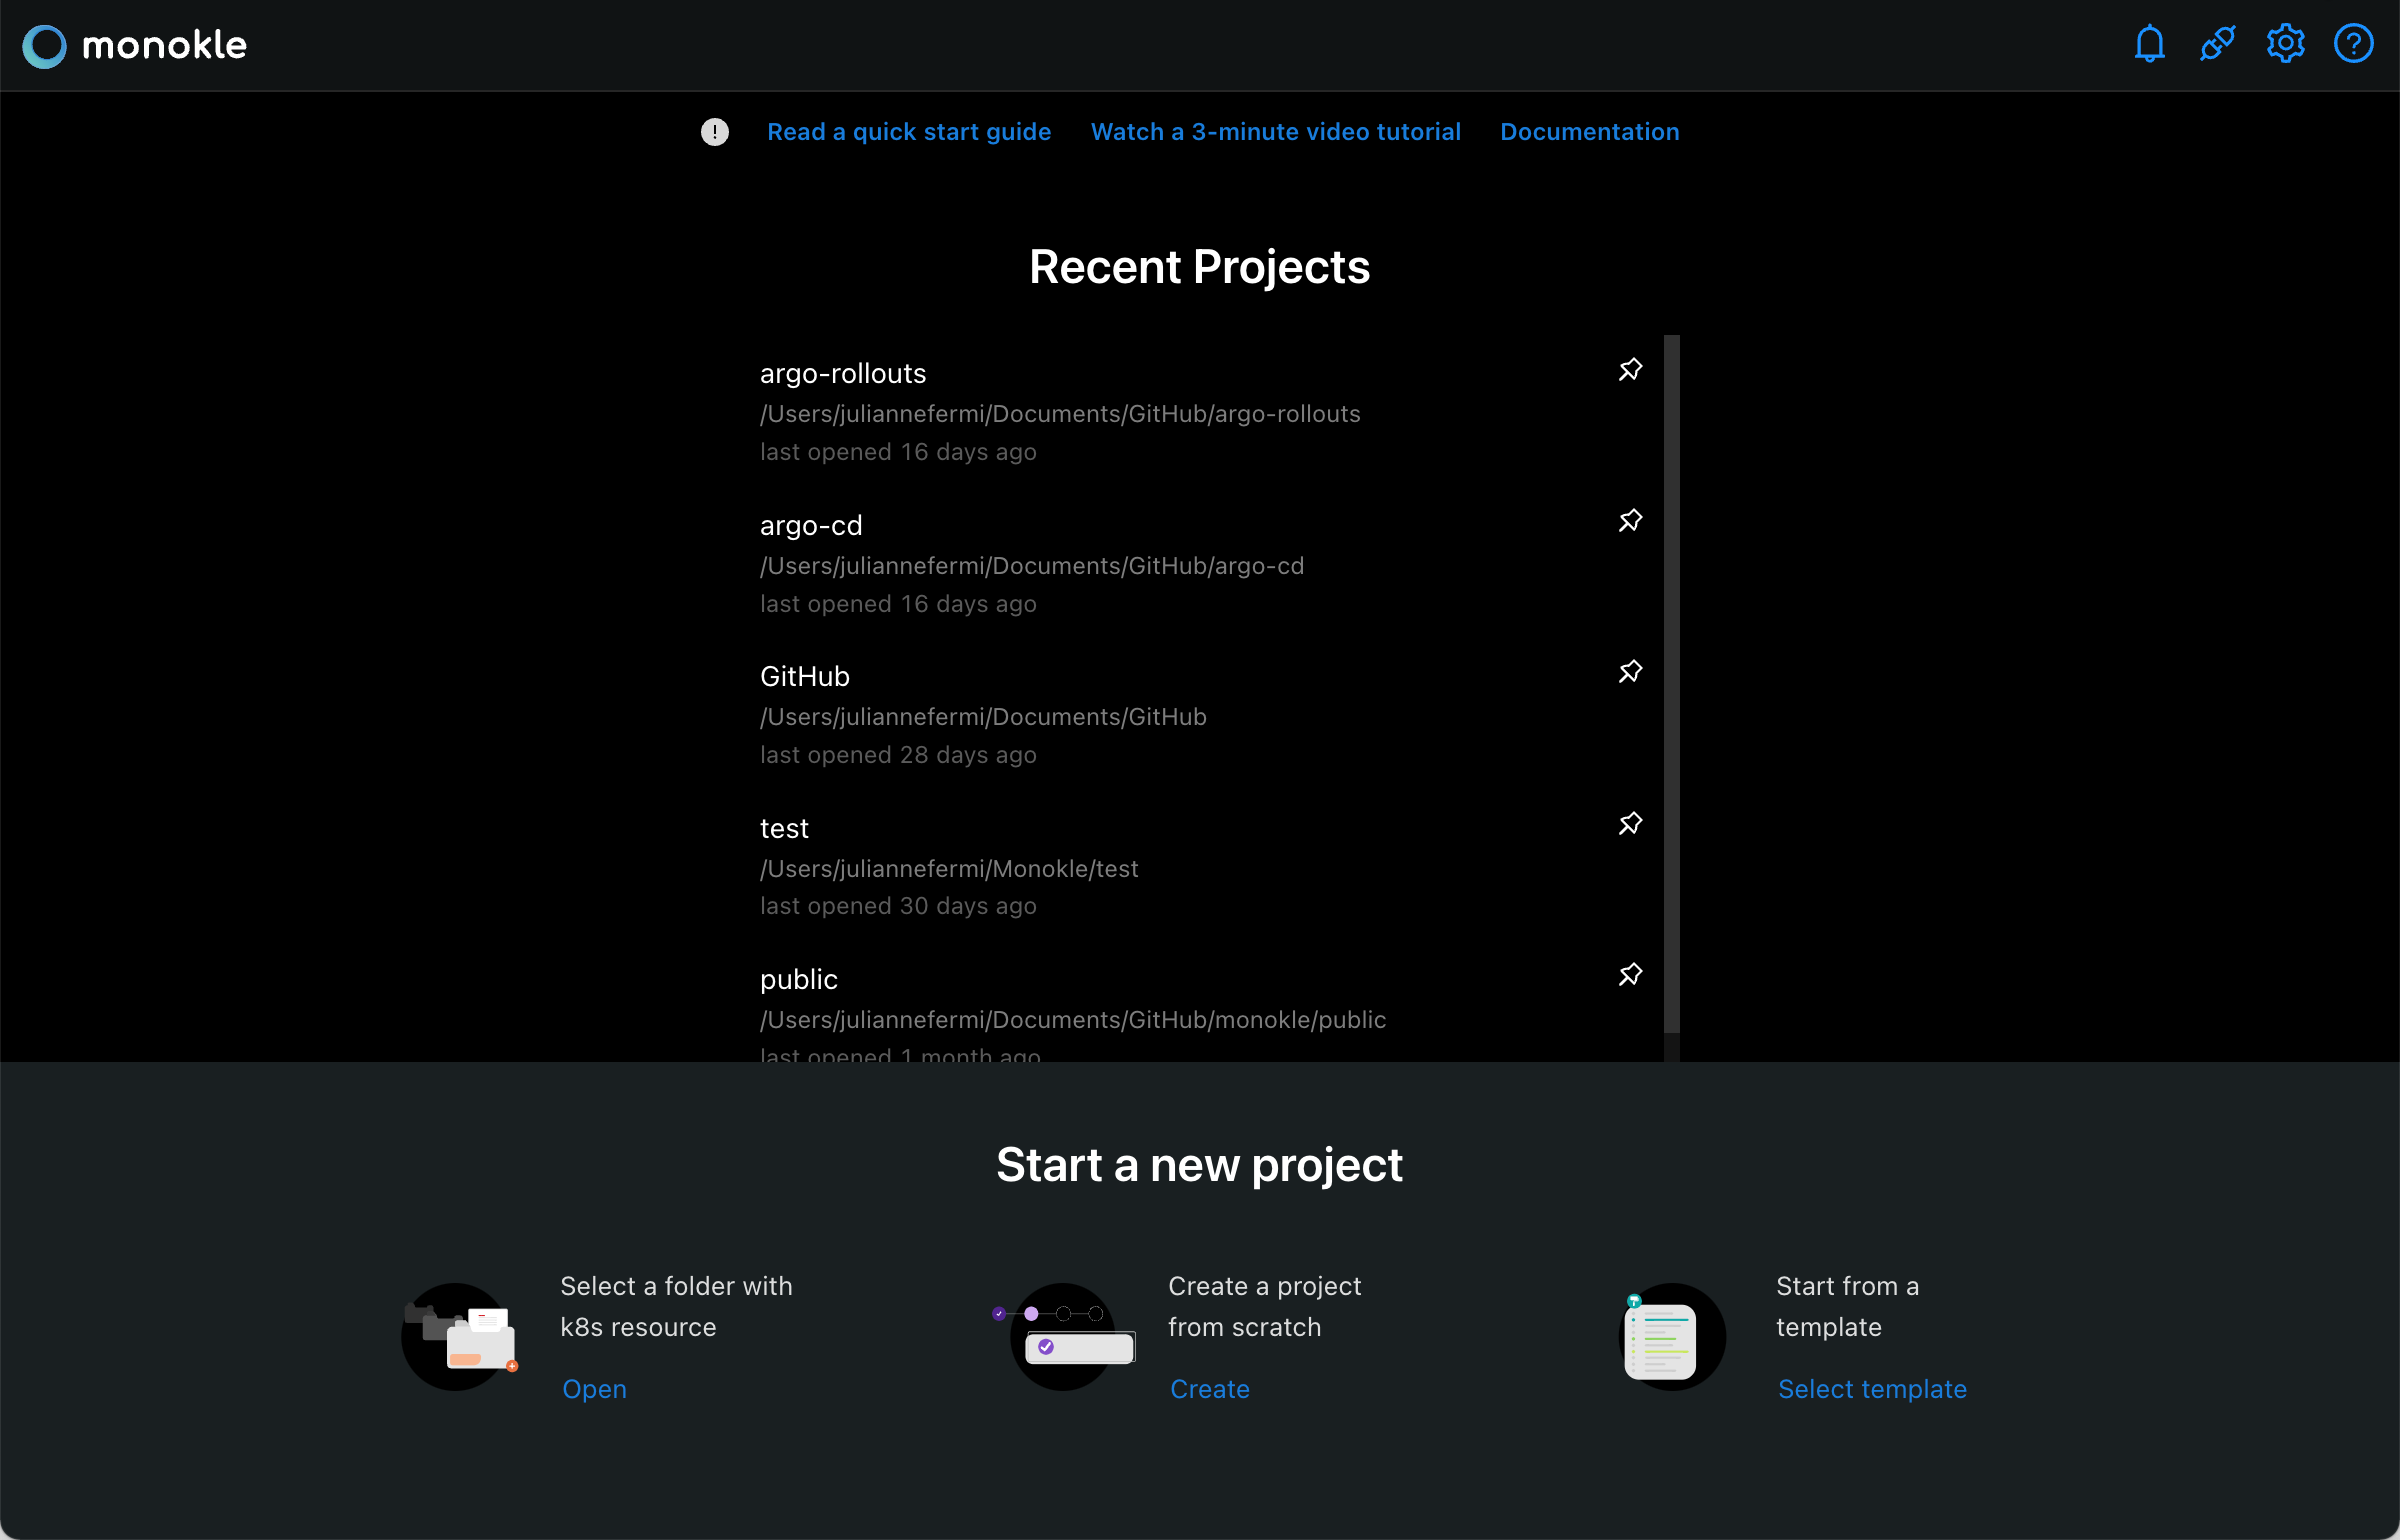 monokle
Read a quick start guide Watch a 3-minute video tutorial Documentation
Recent Projects
argo-rollouts
/Users/juliannefermi/Documents/GitHub/argo-rollouts
last opened 16 days ago
argo-cd
/Users/juliannefermi/Documents/GitHub/argo-cd
last opened 16 days ago
GitHub
/Users/juliannefermi/Documents/GitHub
last opened 28 days ago
test
/Users/juliannefermi/Monokle/test
last opened 30 days ago
public
/Users/juliannefermi/Documents/GitHub/monokle/public
last opened 1 month ago
Start a new project
Select a folder with
k8s resource
Open
Create a project
from scratch
Create
Start from a
template
Select template